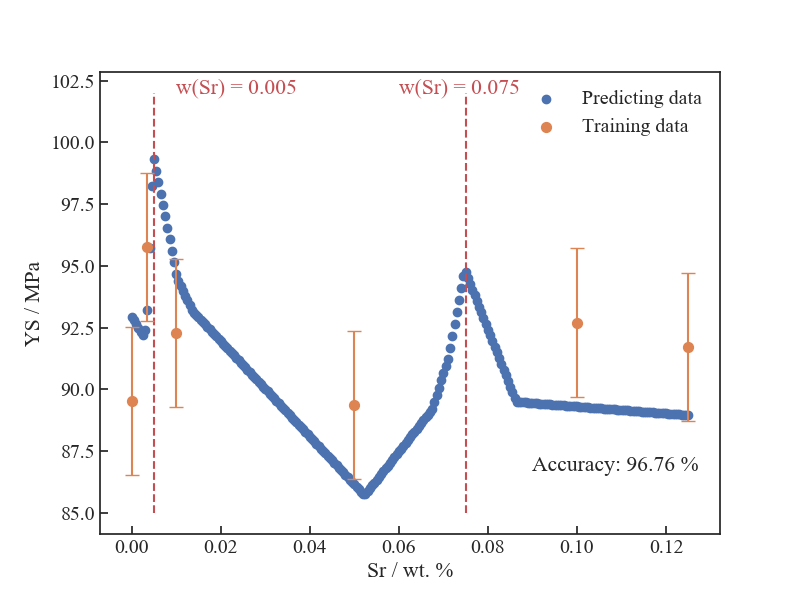 w(Sr) = 0.005
w(Sr) = 0.075
Predicting data
Training data
Accuracy: 96.76 %
YS / MPa
102.5
100.0
97.5
95.0
92.5
90.0
87.5
85.0
0.00
0.02
0.04
0.06
0.08
0.10
0.12
Sr / wt. %